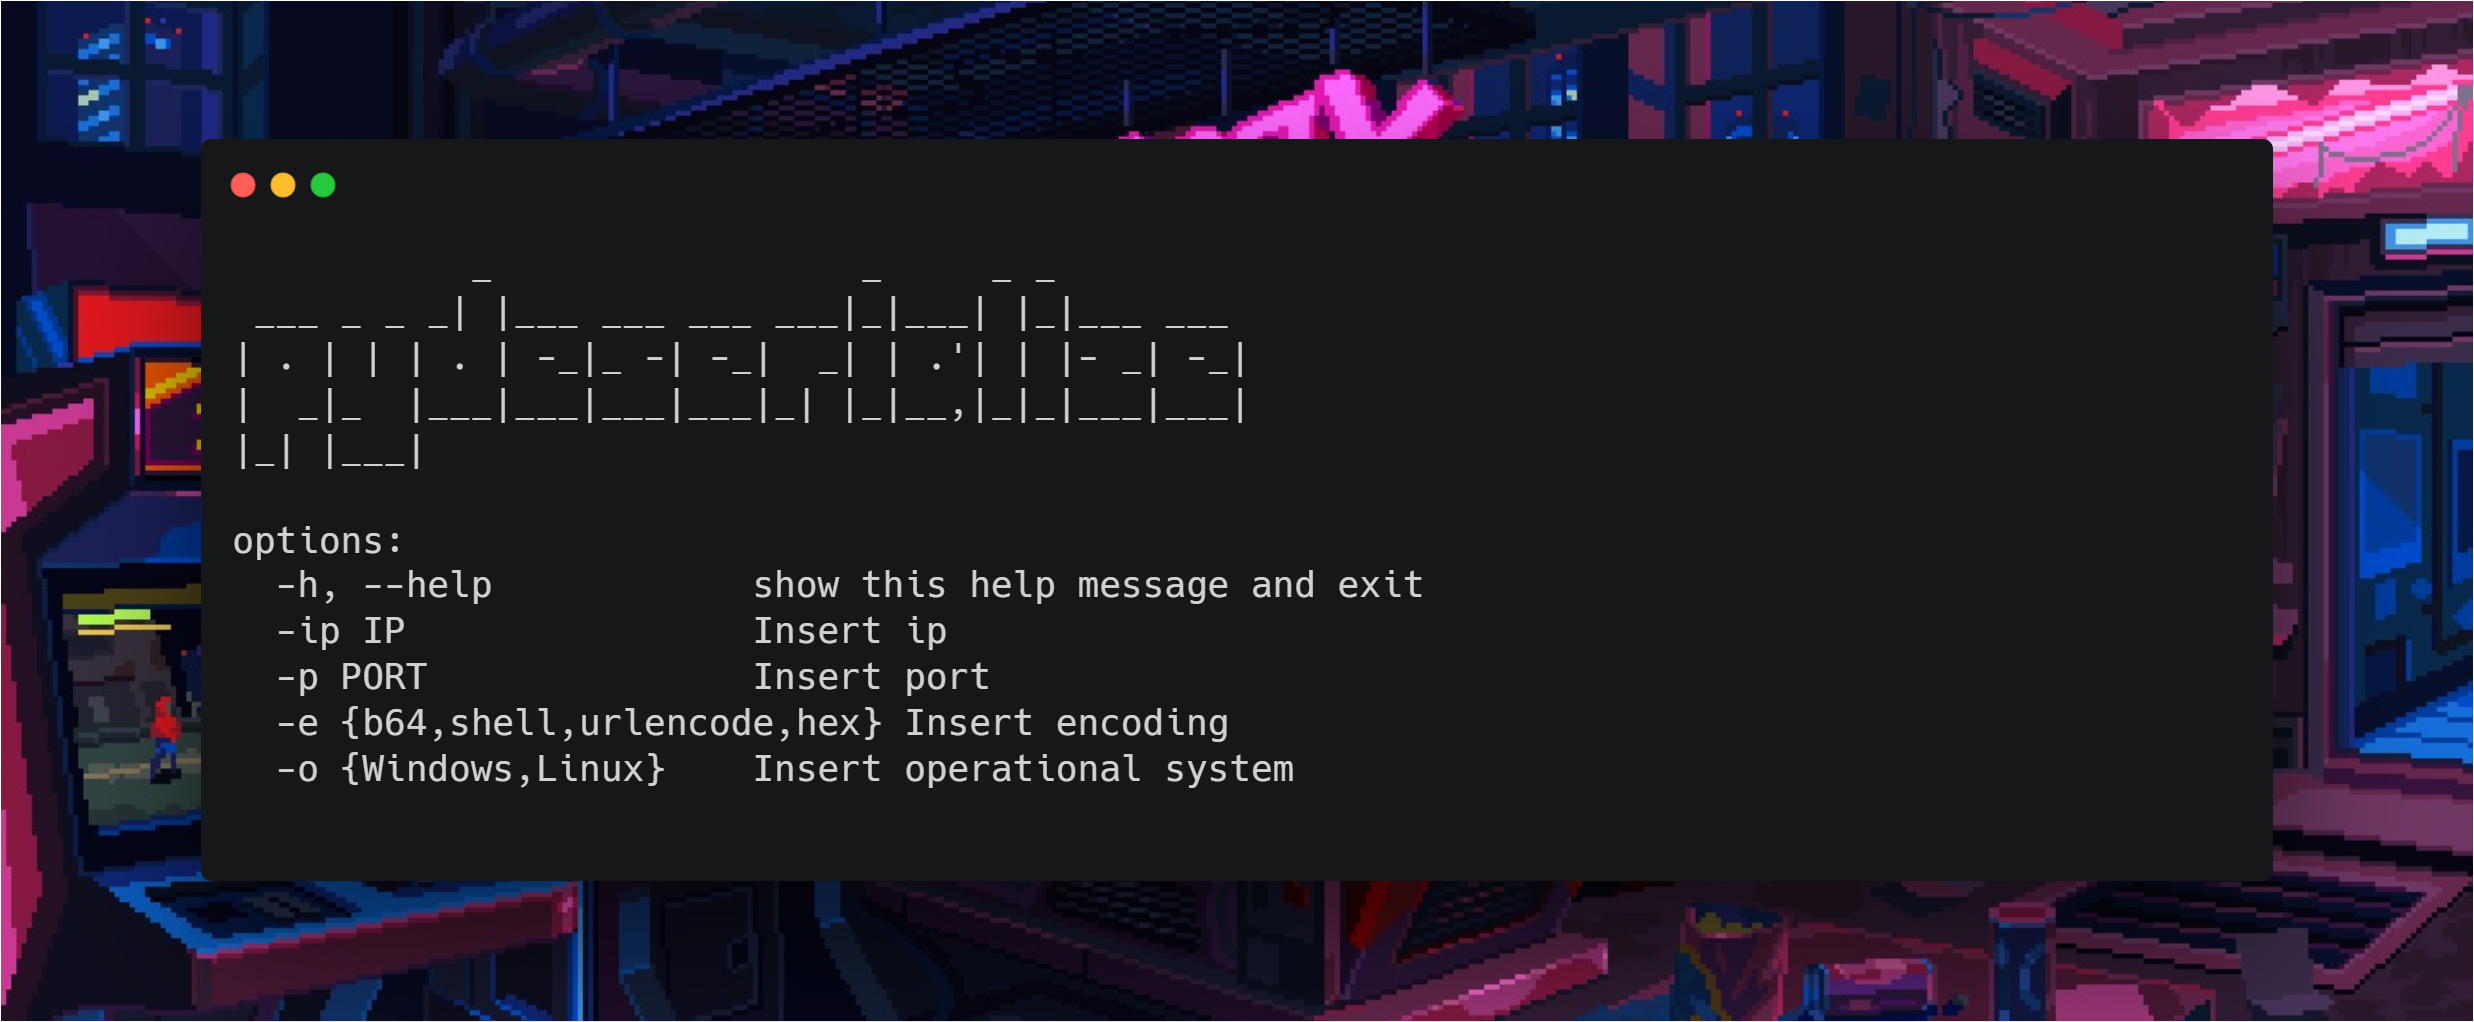 pydeserialize
options:
-h, --help show this help message and exit
-ip IP Insert ip
-p PORT Insert port
-e {b64,shell,urlencode,hex} Insert encoding
-o {Windows,Linux} Insert operational system